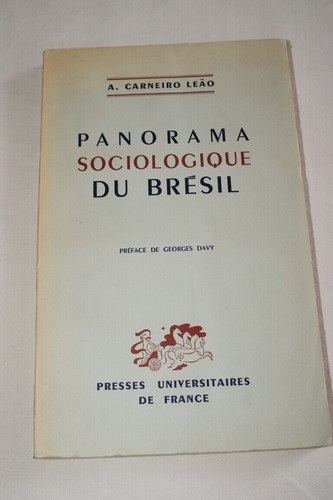 A. CARNEIRO LEÃO
PANORAMA
SOCIOLOGIQUE
DU BRÉSIL
PRÉFACE DE GEORGES DAVY
PRESSES UNIVERSITAIRES
DE FRANCE